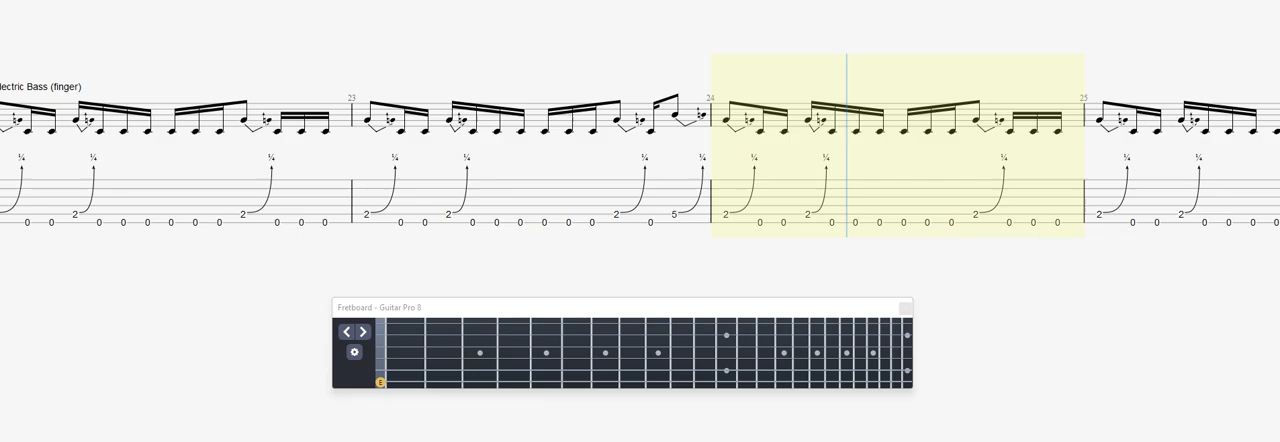 lectric Bass (finger)
23 24 25
¼ ¼ ¼ ¼ ¼ ¼ ¼ ¼ ¼ ¼ ¼ ¼
2 2 2 2 2 5 2 2 2 2 2
0 0 0 0 0 0 0 0 0 0 0 0 0 0 0 0 0 0 0 0 0 0 0 0 0 0 0 0 0 0 0 0 0 0
Fretboard - Guitar Pro 8
E